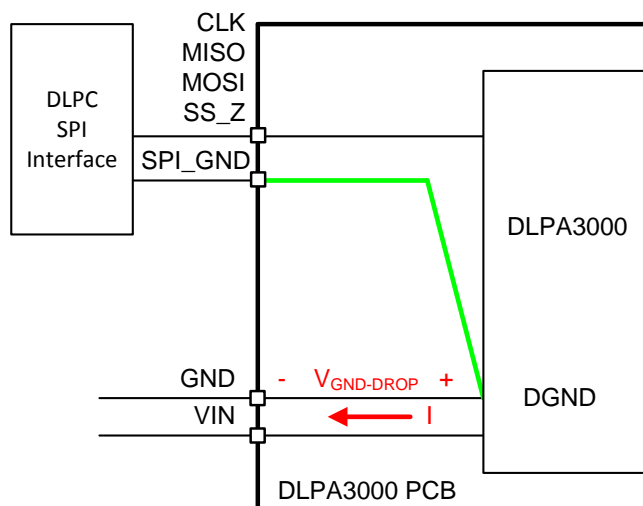 CLK
MISO
MOSI
SS_Z
DLPC
SPI
Interface
SPI_GND
DLPA3000
GND
- VGND-DROP +
DGND
VIN
I
DLPA3000 PCB